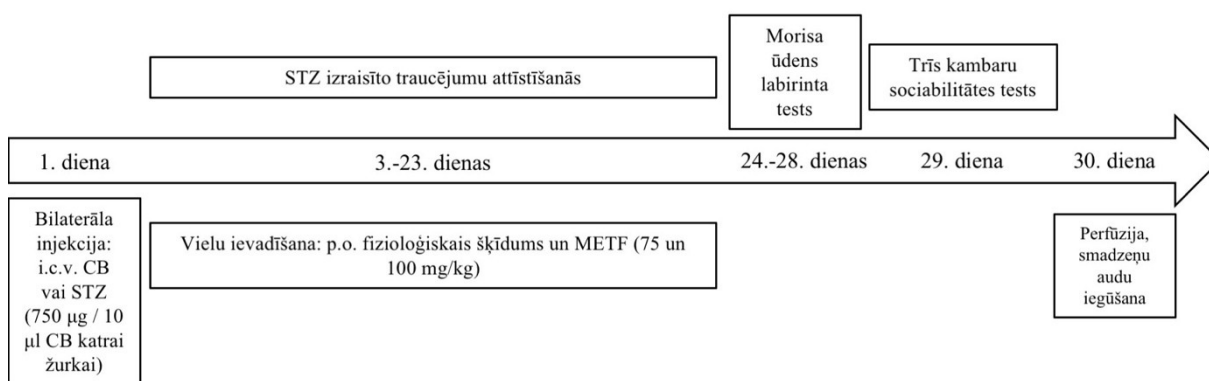 STZ izraisīto traucējumu attīstīšanās
Morisa
ūdens
labirinta
tests
Trīs kambaru
sociabilitātes tests
1. diena
3.-23. dienas
24.-28. dienas
29. diena
30. diena
Bilaterāla
injekcija:
i.c.v. CB
vai STZ
(750 μg / 10
μl CB katrai
žurkai)
Vielu ievadīšana: p.o. fizioloģiskais šķīdums un METF (75 un
100 mg/kg)
Perfūzija,
smadzeņu
audu
iegūšana